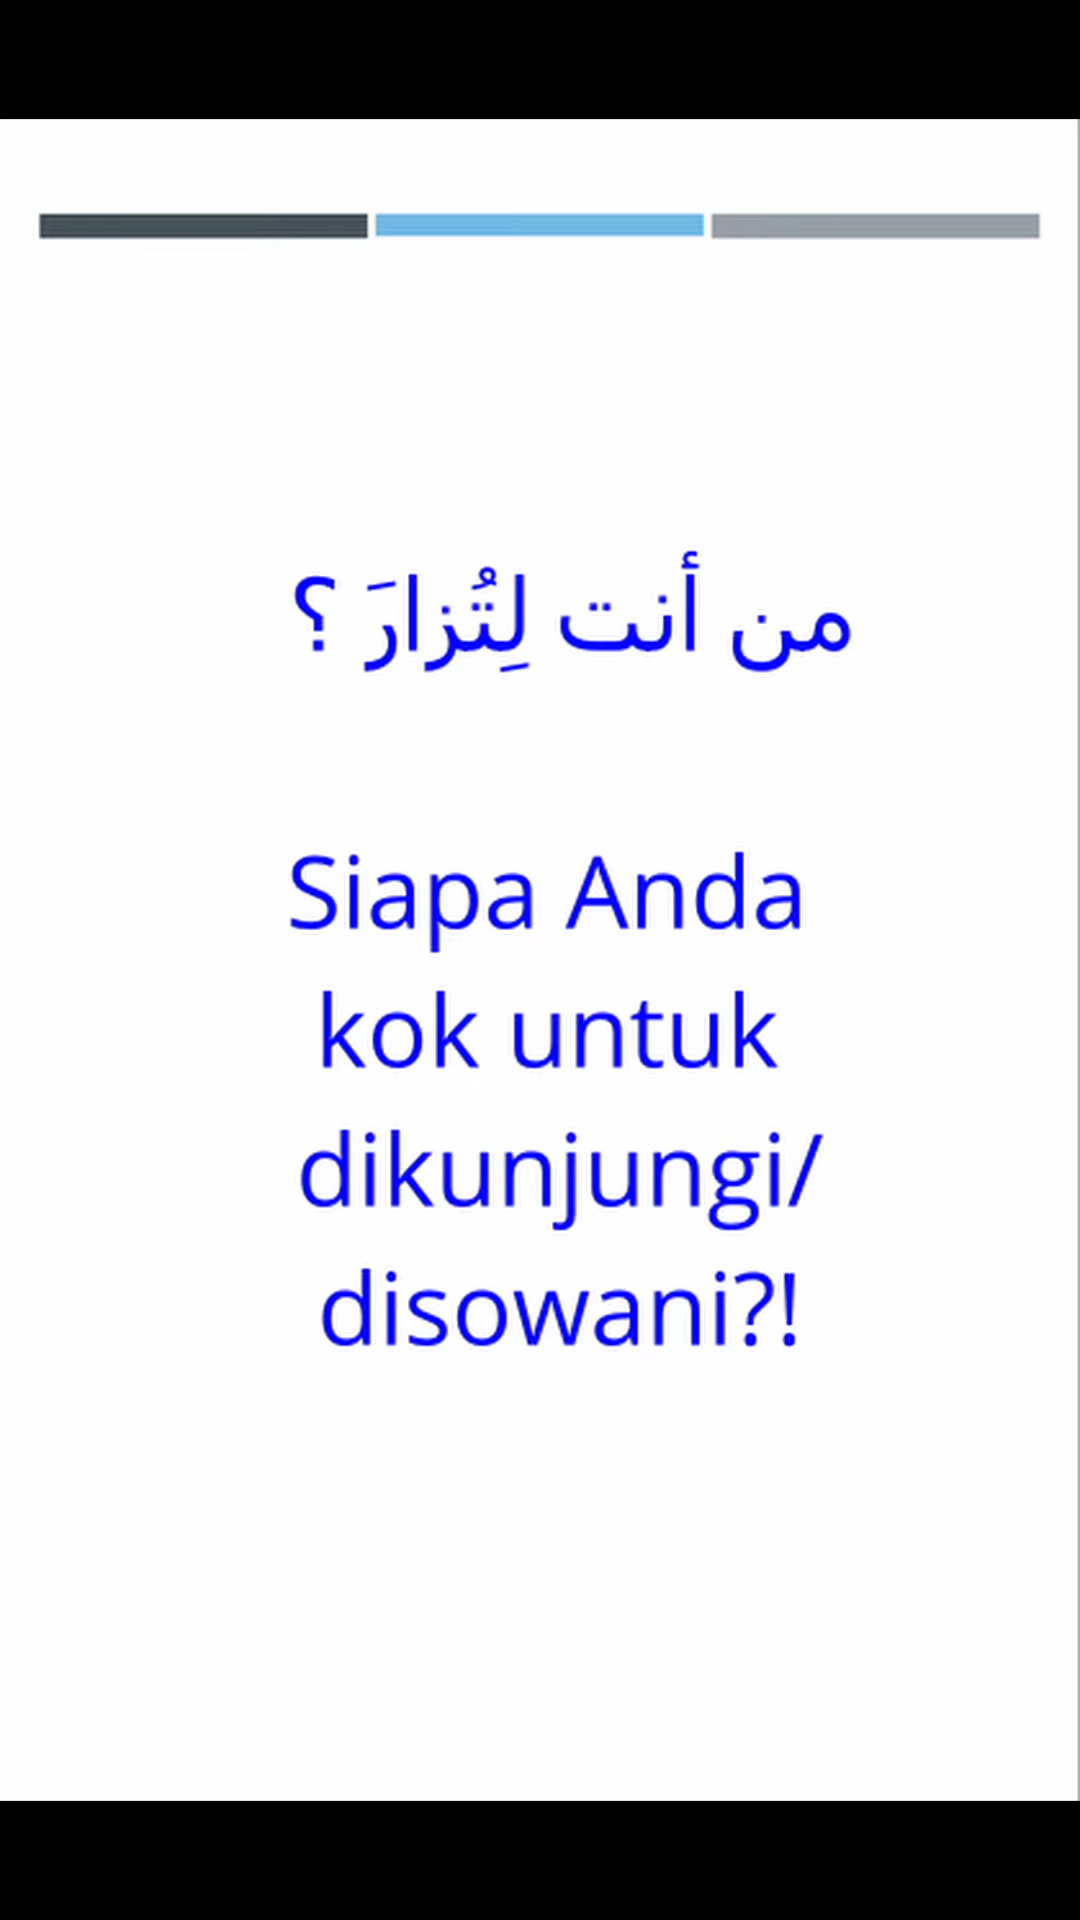 من أنت لِتُزارَ ؟
Siapa Anda
kok untuk
dikunjungi/
disowani?!